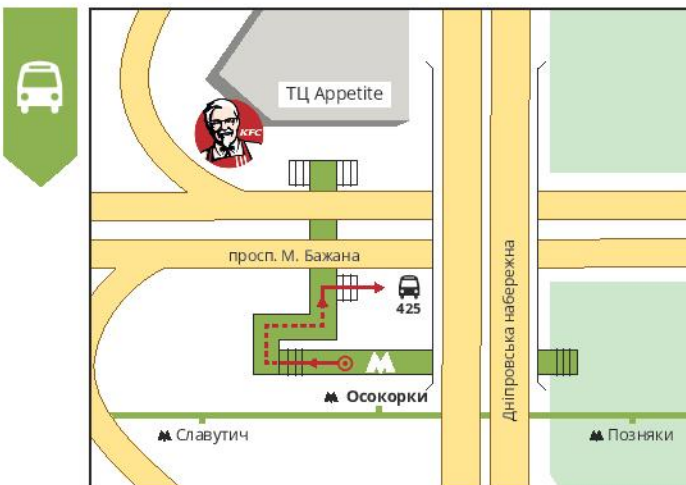 ТЦ Appetite
KFC
просп. М. Бажана
425
Дніпровська набережна
Осокорки
Славутич
Позняки